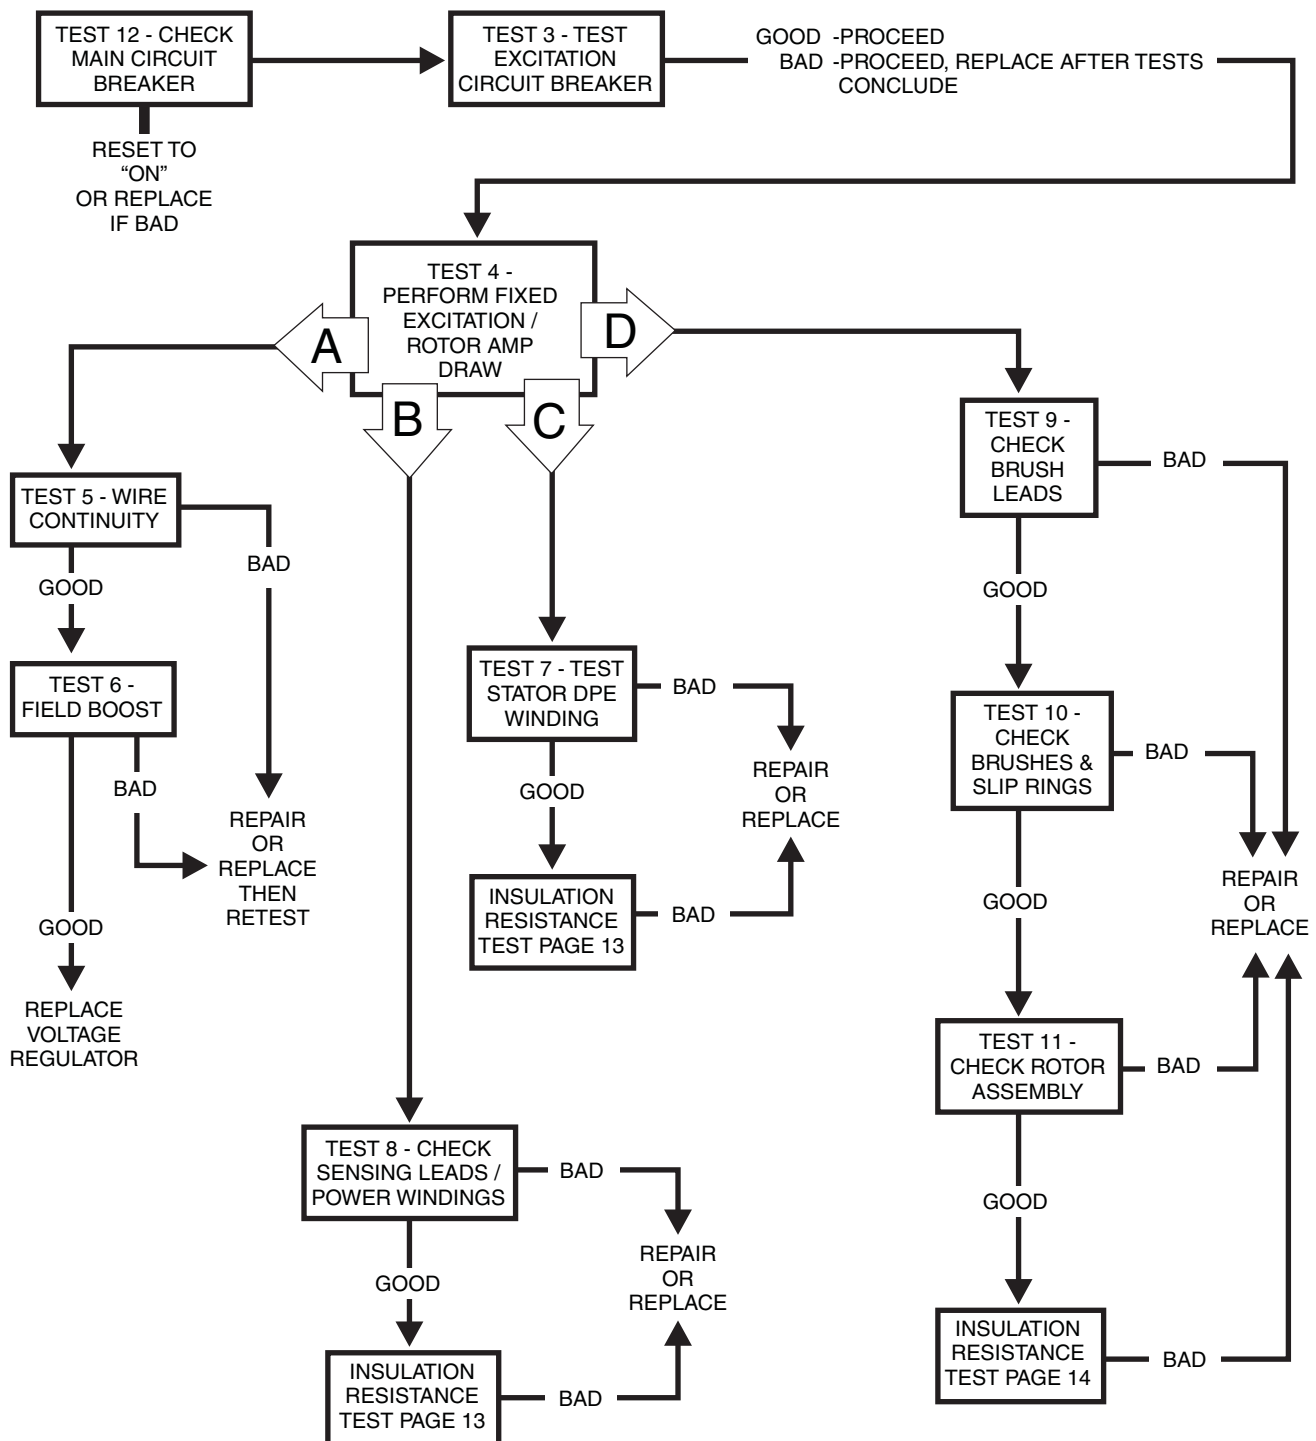 TEST 12 - CHECK
MAIN CIRCUIT
BREAKER
TEST 3 - TEST
EXCITATION
CIRCUIT BREAKER
GOOD -PROCEED
BAD -PROCEED, REPLACE AFTER TESTS
CONCLUDE
RESET TO
“ON”
OR REPLACE
IF BAD
TEST 4 -
PERFORM FIXED
EXCITATION /
ROTOR AMP
DRAW
A
B
C
D
TEST 5 - WIRE
CONTINUITY
BAD
GOOD
TEST 6 -
FIELD BOOST
BAD
REPAIR
OR
REPLACE
THEN
RETEST
GOOD
REPLACE
VOLTAGE
REGULATOR
TEST 8 - CHECK
SENSING LEADS /
POWER WINDINGS
BAD
GOOD
REPAIR
OR
REPLACE
INSULATION
RESISTANCE
TEST PAGE 13
BAD
TEST 7 - TEST
STATOR DPE
WINDING
BAD
GOOD
REPAIR
OR
REPLACE
INSULATION
RESISTANCE
TEST PAGE 13
BAD
TEST 9 -
CHECK
BRUSH
LEADS
BAD
GOOD
TEST 10 -
CHECK
BRUSHES &
SLIP RINGS
BAD
GOOD
REPAIR
OR
REPLACE
TEST 11 -
CHECK ROTOR
ASSEMBLY
BAD
GOOD
INSULATION
RESISTANCE
TEST PAGE 14
BAD